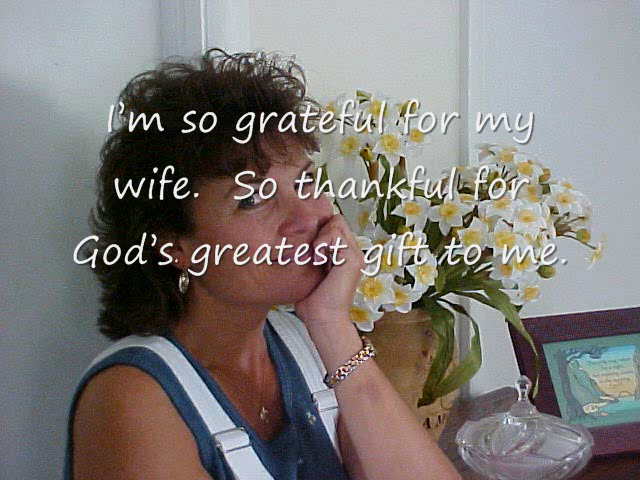 I'm so grateful for my
wife. So thankful for
God's greatest gift to me.